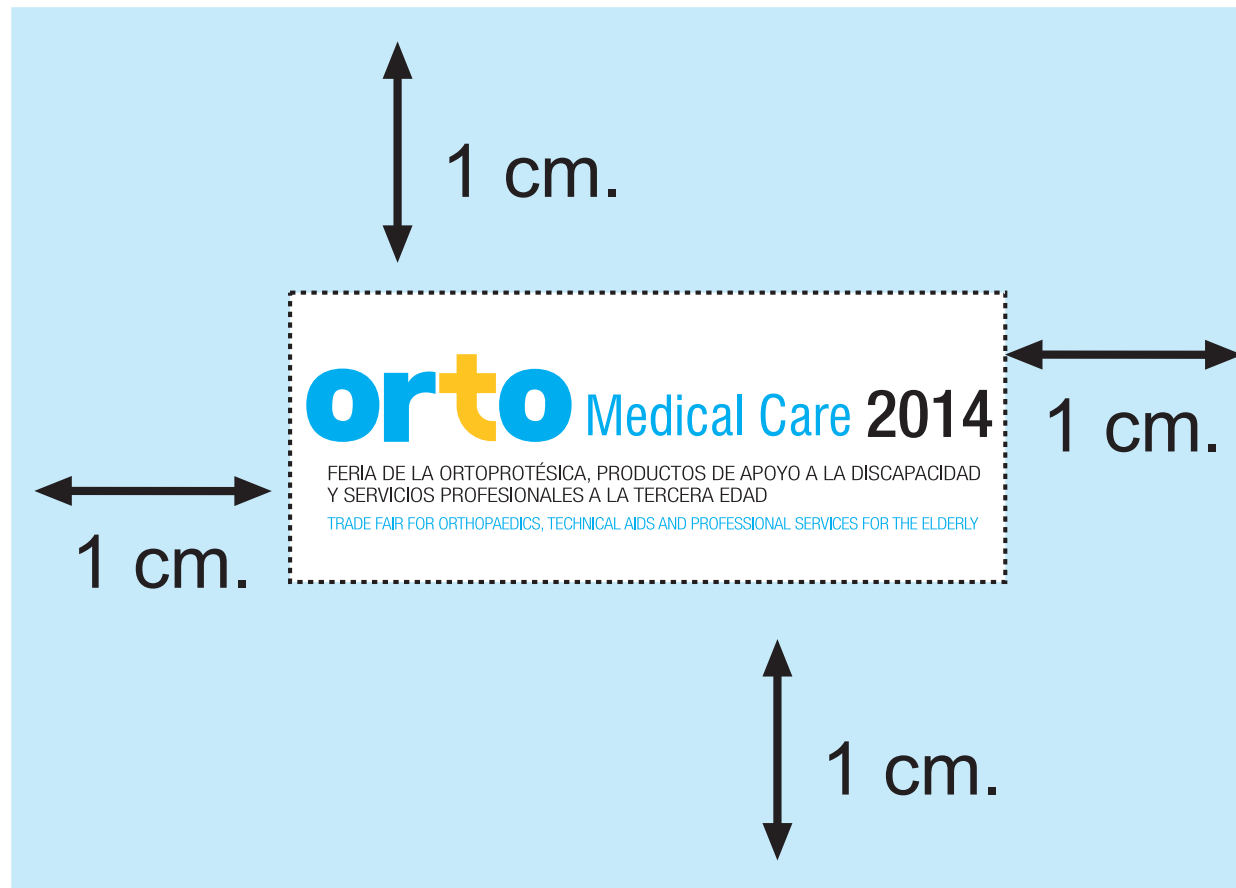 1 cm.
orto Medical Care 2014
1 cm.
FERIA DE LA ORTOPROTÉSICA, PRODUCTOS DE APOYO A LA DISCAPACIDAD
Y SERVICIOS PROFESIONALES A LA TERCERA EDAD
TRADE FAIR FOR ORTHOPAEDICS, TECHNICAL AIDS AND PROFESSIONAL SERVICES FOR THE ELDERLY
1 cm.
1 cm.